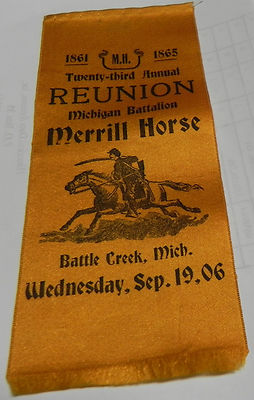 1861 M.H. 1865
Twenty-third Annual
REUNION
Michigan Battalion
Merrill Horse
Battle Creek, Mich.
Wednesday, Sep. 19, 06